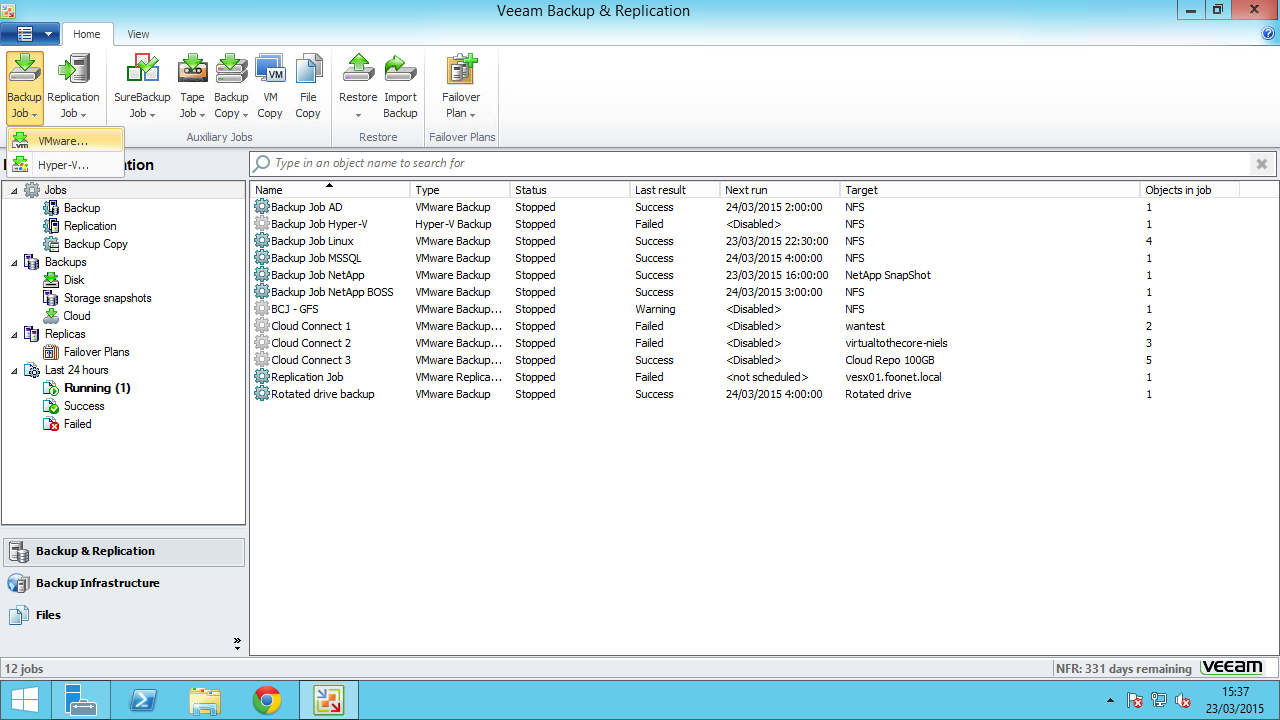 Veeam Backup & Replication
Home View
Backup Job
Replication Job
SureBackup Job
Tape Job
Backup Copy
VM Copy
File Copy
Restore
Import Backup
Failover Plan
Auxiliary Jobs Restore Failover Plans
VMware...
Hyper-V...
Type in an object name to search for
Jobs
Backup
Replication
Backup Copy
Backups
Disk
Storage snapshots
Cloud
Replicas
Failover Plans
Last 24 hours
Running (1)
Success
Failed
Backup & Replication
Backup Infrastructure
Files
Name Type Status Last result Next run Target Objects in job
Backup Job AD VMware Backup Stopped Success 24/03/2015 2:00:00 NFS 1
Backup Job Hyper-V Hyper-V Backup Stopped Failed <Disabled> NFS 1
Backup Job Linux VMware Backup Stopped Success 23/03/2015 22:30:00 NFS 4
Backup Job MSSQL VMware Backup Stopped Success 24/03/2015 4:00:00 NFS 1
Backup Job NetApp VMware Backup Stopped Success 23/03/2015 16:00:00 NetApp SnapShot 1
Backup Job NetApp BOSS VMware Backup Stopped Success 24/03/2015 3:00:00 NFS 1
BCJ - GFS VMware Backup... Stopped Warning <Disabled> NFS 1
Cloud Connect 1 VMware Backup... Stopped Failed <Disabled> wantest 2
Cloud Connect 2 VMware Backup... Stopped Failed <Disabled> virtualtothecore-niels 3
Cloud Connect 3 VMware Backup... Stopped Success <Disabled> Cloud Repo 100GB 5
Replication Job VMware Replica... Stopped Failed <not scheduled> vesx01.foonet.local 1
Rotated drive backup VMware Backup Stopped Success 24/03/2015 4:00:00 Rotated drive 1
12 jobs NFR: 331 days remaining veeam
15:37
23/03/2015